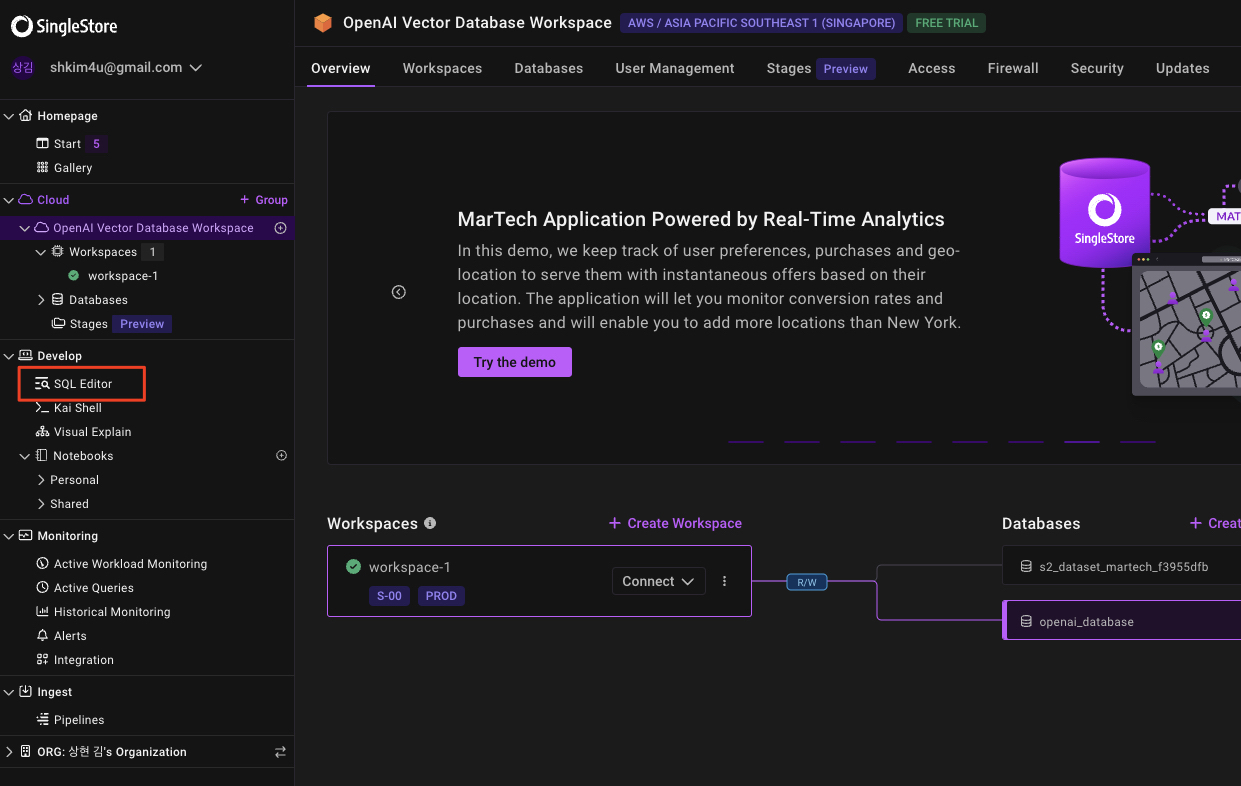 SingleStore
상김 shkim4u@gmail.com
Homepage
Start 5
Gallery
Cloud + Group
OpenAI Vector Database Workspace
Workspaces 1
workspace-1
Databases
Stages Preview
Develop
SQL Editor
Kai Shell
Visual Explain
Notebooks
Personal
Shared
Monitoring
Active Workload Monitoring
Active Queries
Historical Monitoring
Alerts
Integration
Ingest
Pipelines
ORG: 상현 김's Organization
OpenAI Vector Database Workspace AWS / ASIA PACIFIC SOUTHEAST 1 (SINGAPORE) FREE TRIAL
Overview Workspaces Databases User Management Stages Preview Access Firewall Security Updates
MarTech Application Powered by Real-Time Analytics
In this demo, we keep track of user preferences, purchases and geo-
location to serve them with instantaneous offers based on their
location. The application will let you monitor conversion rates and
purchases and will enable you to add more locations than New York.
Try the demo
SingleStore
MAT
Workspaces + Create Workspace
workspace-1
S-00 PROD
Connect
R/W
Databases + Creat
s2_dataset_martech_f3955dfb
openai_database